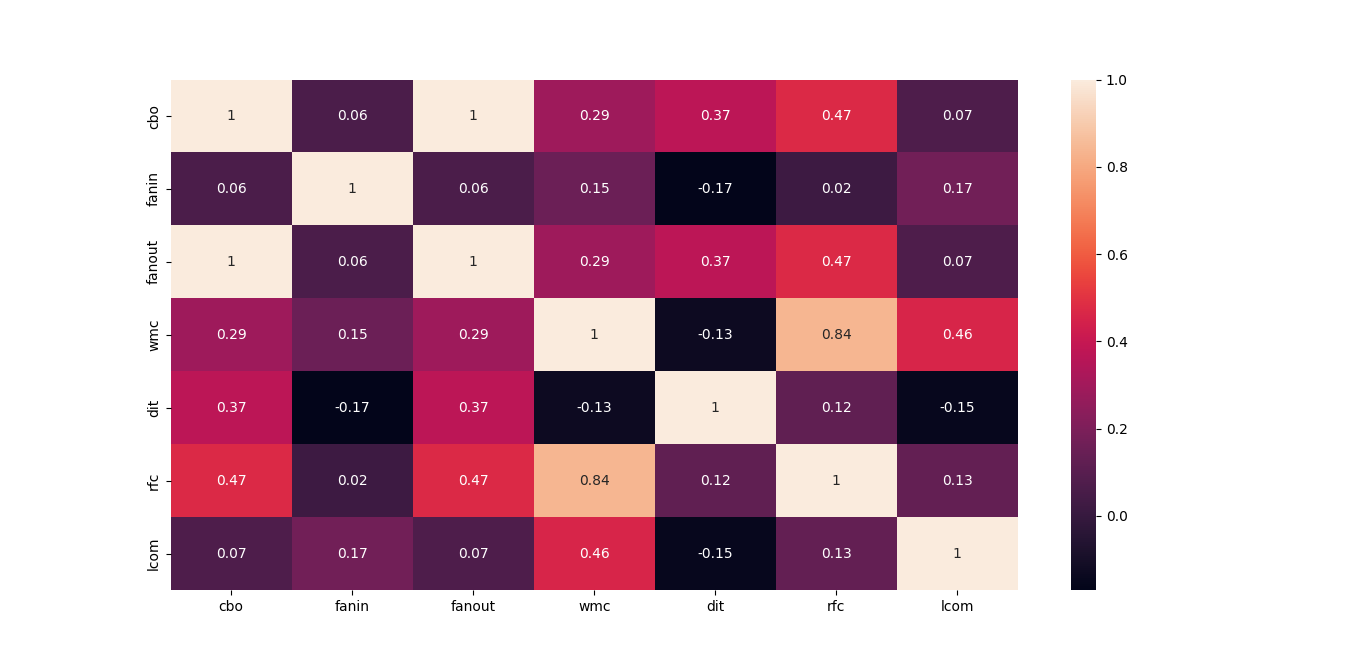 cbo 1 0.06 1 0.29 0.37 0.47 0.07
fanin 0.06 1 0.06 0.15 -0.17 0.02 0.17
fanout 1 0.06 1 0.29 0.37 0.47 0.07
wmc 0.29 0.15 0.29 1 -0.13 0.84 0.46
dit 0.37 -0.17 0.37 -0.13 1 0.12 -0.15
rfc 0.47 0.02 0.47 0.84 0.12 1 0.13
lcom 0.07 0.17 0.07 0.46 -0.15 0.13 1
cbo fanin fanout wmc dit rfc lcom
1.0
0.8
0.6
0.4
0.2
0.0